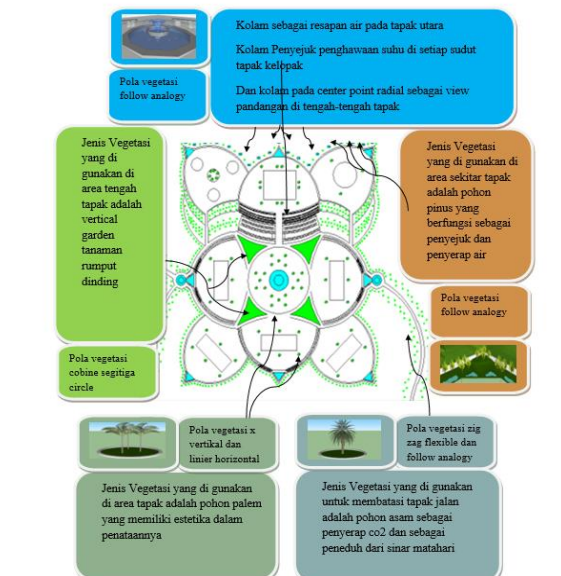 Kolam sebagai resapan air pada tapak utara
Kolam Penyejuk penghawaan suhu di setiap sudut
tapak kelopak
Dan kolam pada center point radial sebagai view
pandangan di tengah-tengah tapak
Pola vegetasi
follow analogy
Jenis Vegetasi
yang di
gunakan di
area tengah
tapak adalah
vertical
garden
tanaman
rumput
dinding
Pola vegetasi
cobine segitiga
circle
Jenis Vegetasi
yang di gunakan di
area sekitar tapak
adalah pohon
pinus yang
berfungsi sebagai
penyejuk dan
penyerap air
Pola vegetasi
follow analogy
Pola vegetasi x
vertikal dan
linier horizontal
Jenis Vegetasi yang di gunakan
di area tapak adalah pohon palem
yang memiliki estetika dalam
penataannya
Pola vegetasi zig
zag flexible dan
follow analogy
Jenis Vegetasi yang di gunakan
untuk membatasi tapak jalan
adalah pohon asam sebagai
penyerap co2 dan sebagai
peneduh dari sinar matahari